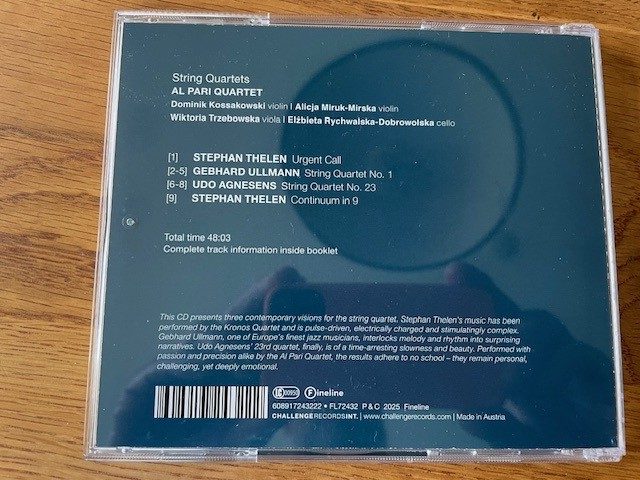 String Quartets
AL PARI QUARTET
Dominik Kossakowski violin I Alicja Miruk-Mirska violin
Wiktoria Trzebowska viola I Elżbieta Rychwalska-Dobrowolska cello
[1] STEPHAN THELEN Urgent Call
[2-5] GEBHARD ULLMANN String Quartet No. 1
[6-8] UDO AGNESENS String Quartet No. 23
[9] STEPHAN THELEN Continuum in 9
Total time 48:03
Complete track information inside booklet
This CD presents three contemporary visions for the string quartet. Stephan Thelen's music has been
performed by the Kronos Quartet and is pulse-driven, electrically charged and stimulatingly complex.
Gebhard Ullmann, one of Europe's finest jazz musicians, interlocks melody and rhythm into surprising
narratives. Udo Agnesens' 23rd quartet, finally, is of a time-arresting slowness and beauty. Performed with
passion and precision alike by the Al Pari Quartet, the results adhere to no school – they remain personal,
challenging, yet deeply emotional.
Fineline
608917243222 • FL72432 P & C 2025 Fineline
CHALLENGERECORDSINT. | www.challengerecords.com | Made in Austria